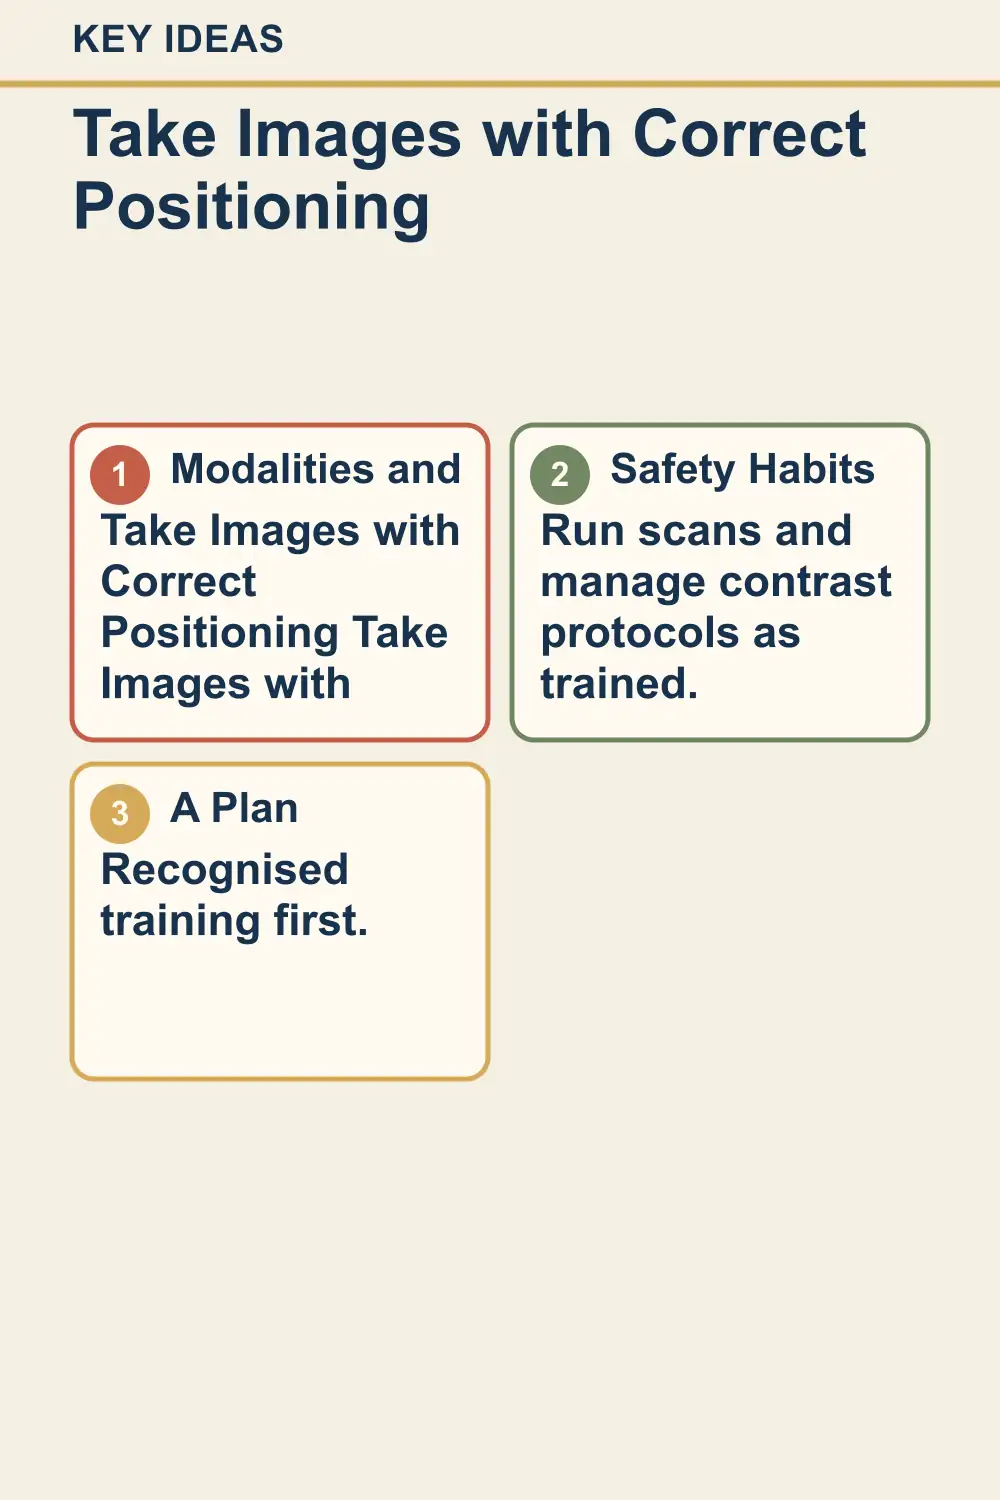 KEY IDEAS
Take Images with Correct
Positioning
1 Modalities and
Take Images with
Correct
Positioning Take
Images with
2 Safety Habits
Run scans and
manage contrast
protocols as
trained.
3 A Plan
Recognised
training first.